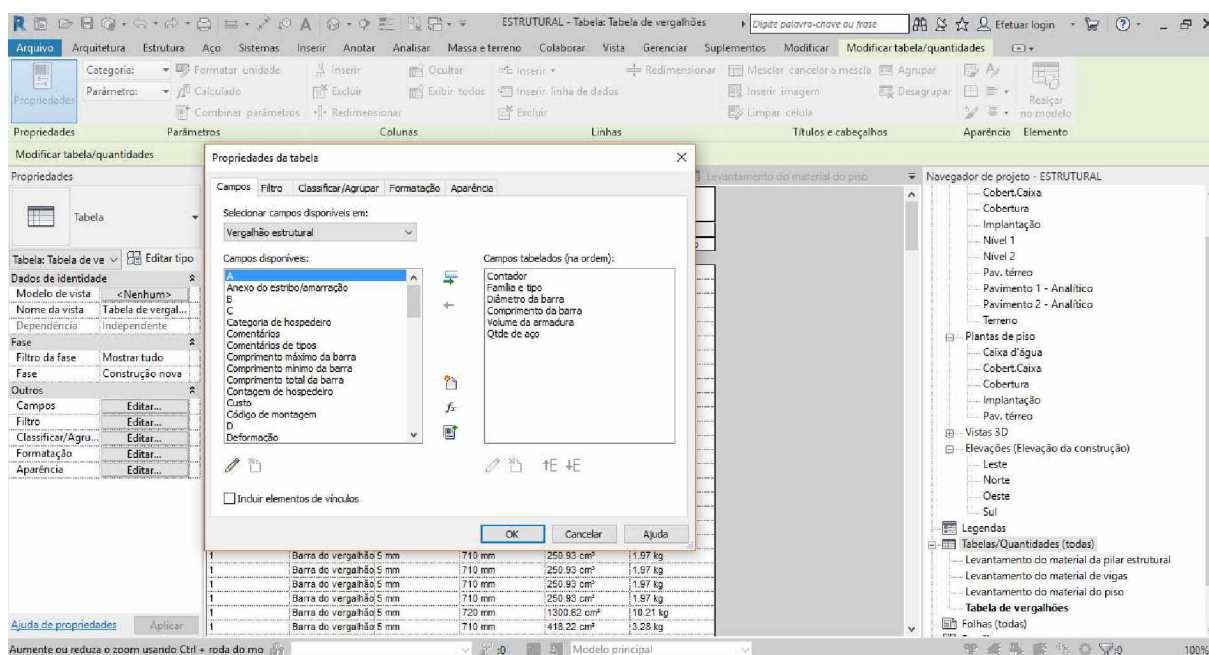 ESTRUTURAL - Tabela: Tabela de vergalhões
Digite palavra-chave ou frase
Efetuar login
Arquivo Arquitetura Estrutura Aço Sistemas Inserir Anotar Analisar Massa e terreno Colaborar Vista Gerenciar Suplementos Modificar Modificar tabela/quantidades
Propriedades
Categoria:
Parâmetro:
Formatar unidade
Calculado
Combinar parâmetros
Inserir
Excluir
Redimensionar
Ocultar
Exibir todos
Inserir
Inserir linha de dados
Excluir
Redimensionar
Mesclar cancelar a mescla
Inserir imagem
Limpar célula
Agrupar
Desagrupar
Realçar
no modelo
Propriedades Parâmetros Colunas Linhas Títulos e cabeçalhos Aparência Elemento
Modificar tabela/quantidades
Propriedades
Tabela
Tabela: Tabela de ve
Editar tipo
Dados de identidade
Modelo de vista <Nenhum>
Nome da vista Tabela de vergal...
Dependência Independente
Fase
Filtro da fase Mostrar tudo
Fase Construção nova
Outros
Campos Editar...
Filtro Editar...
Classificar/Agru... Editar...
Formatação Editar...
Aparência Editar...
Ajuda de propriedades
Aplicar
Levantamento do material do piso
Propriedades da tabela
Campos Filtro Classificar/Agrupar Formatação Aparência
Selecionar campos disponíveis em:
Vergalhão estrutural
Campos disponíveis:
A
Anexo do estribo/amarração
B
C
Categoria de hospedeiro
Comentários
Comentários de tipos
Comprimento máximo da barra
Comprimento mínimo da barra
Comprimento total da barra
Contagem de hospedeiro
Custo
Código de montagem
D
Deformação
Campos tabelados (na ordem):
Contador
Família e tipo
Diâmetro da barra
Comprimento da barra
Volume da armadura
Qtde de aço
Incluir elementos de vínculos
OK
Cancelar
Ajuda
1 Barra do vergalhão 5 mm 710 mm 250.93 cm³ 1.97 kg
1 Barra do vergalhão 5 mm 710 mm 250.93 cm³ 1.97 kg
1 Barra do vergalhão 5 mm 710 mm 250.93 cm³ 1.97 kg
1 Barra do vergalhão 5 mm 710 mm 250.93 cm³ 1.97 kg
1 Barra do vergalhão 5 mm 720 mm 1300.62 cm³ 10.21 kg
1 Barra do vergalhão 5 mm 710 mm 418.22 cm³ 3.28 kg
Navegador de projeto - ESTRUTURAL
Cobert.Caixa
Cobertura
Implantação
Nível 1
Nível 2
Pav. térreo
Pavimento 1 - Analítico
Pavimento 2 - Analítico
Terreno
Plantas de piso
Caixa d'água
Cobert.Caixa
Cobertura
Implantação
Pav. térreo
Vistas 3D
Elevações (Elevação da construção)
Leste
Norte
Oeste
Sul
Legendas
Tabelas/Quantidades (todas)
Levantamento do material da pilar estrutural
Levantamento do material de vigas
Levantamento do material do piso
Tabela de vergalhões
Folhas (todas)
Aumente ou reduza o zoom usando Ctrl + roda do mo
:0
Modelo principal
:0
100%